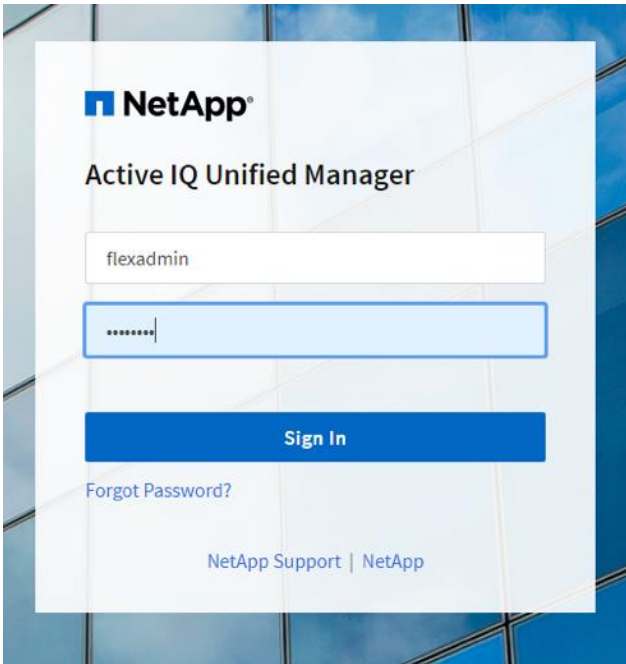 NetApp®
Active IQ Unified Manager
flexadmin
••••••••
Sign In
Forgot Password?
NetApp Support | NetApp